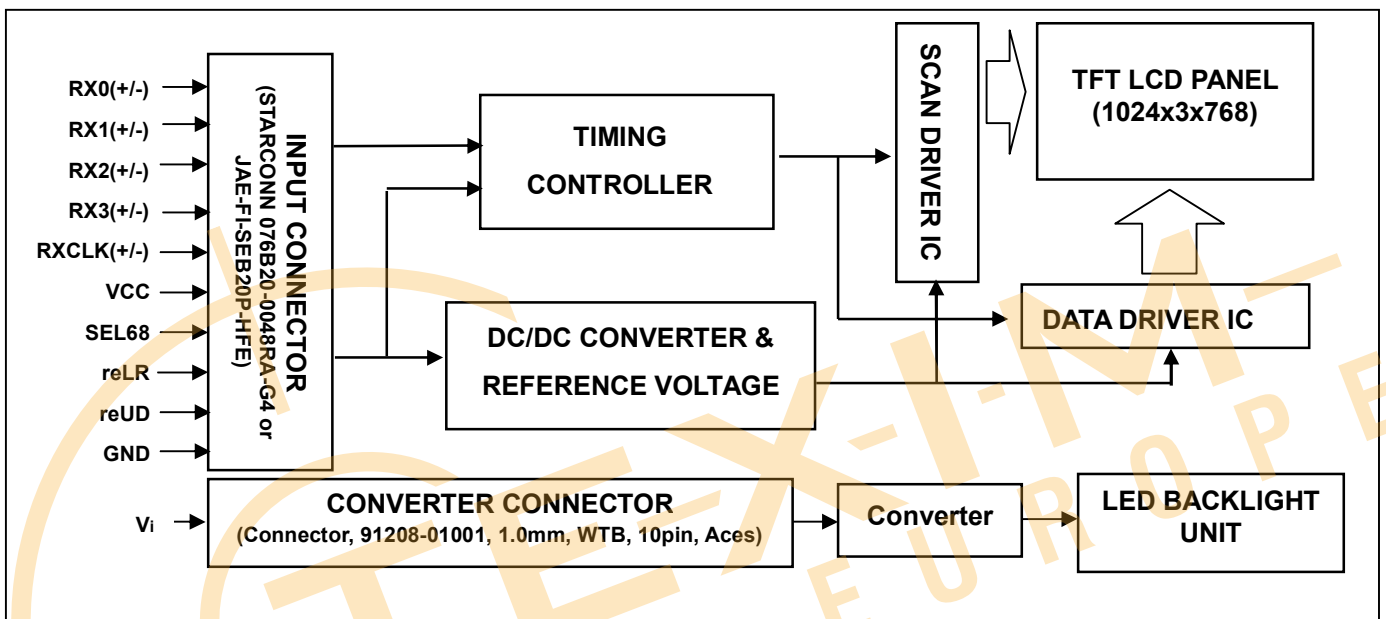 RX0(+/-)
RX1(+/-)
RX2(+/-)
RX3(+/-)
RXCLK(+/-)
VCC
SEL68
reLR
reUD
GND
INPUT CONNECTOR
(STARCONN 076B20-0048RA-G4 or
JAE-FI-SEB20P-HFE)
TIMING
CONTROLLER
DC/DC CONVERTER &
REFERENCE VOLTAGE
SCAN DRIVER IC
TFT LCD PANEL
(1024x3x768)
DATA DRIVER IC
Vi
CONVERTER CONNECTOR
(Connector, 91208-01001, 1.0mm, WTB, 10pin, Aces)
Converter
LED BACKLIGHT
UNIT
TEXIM
EUROPE